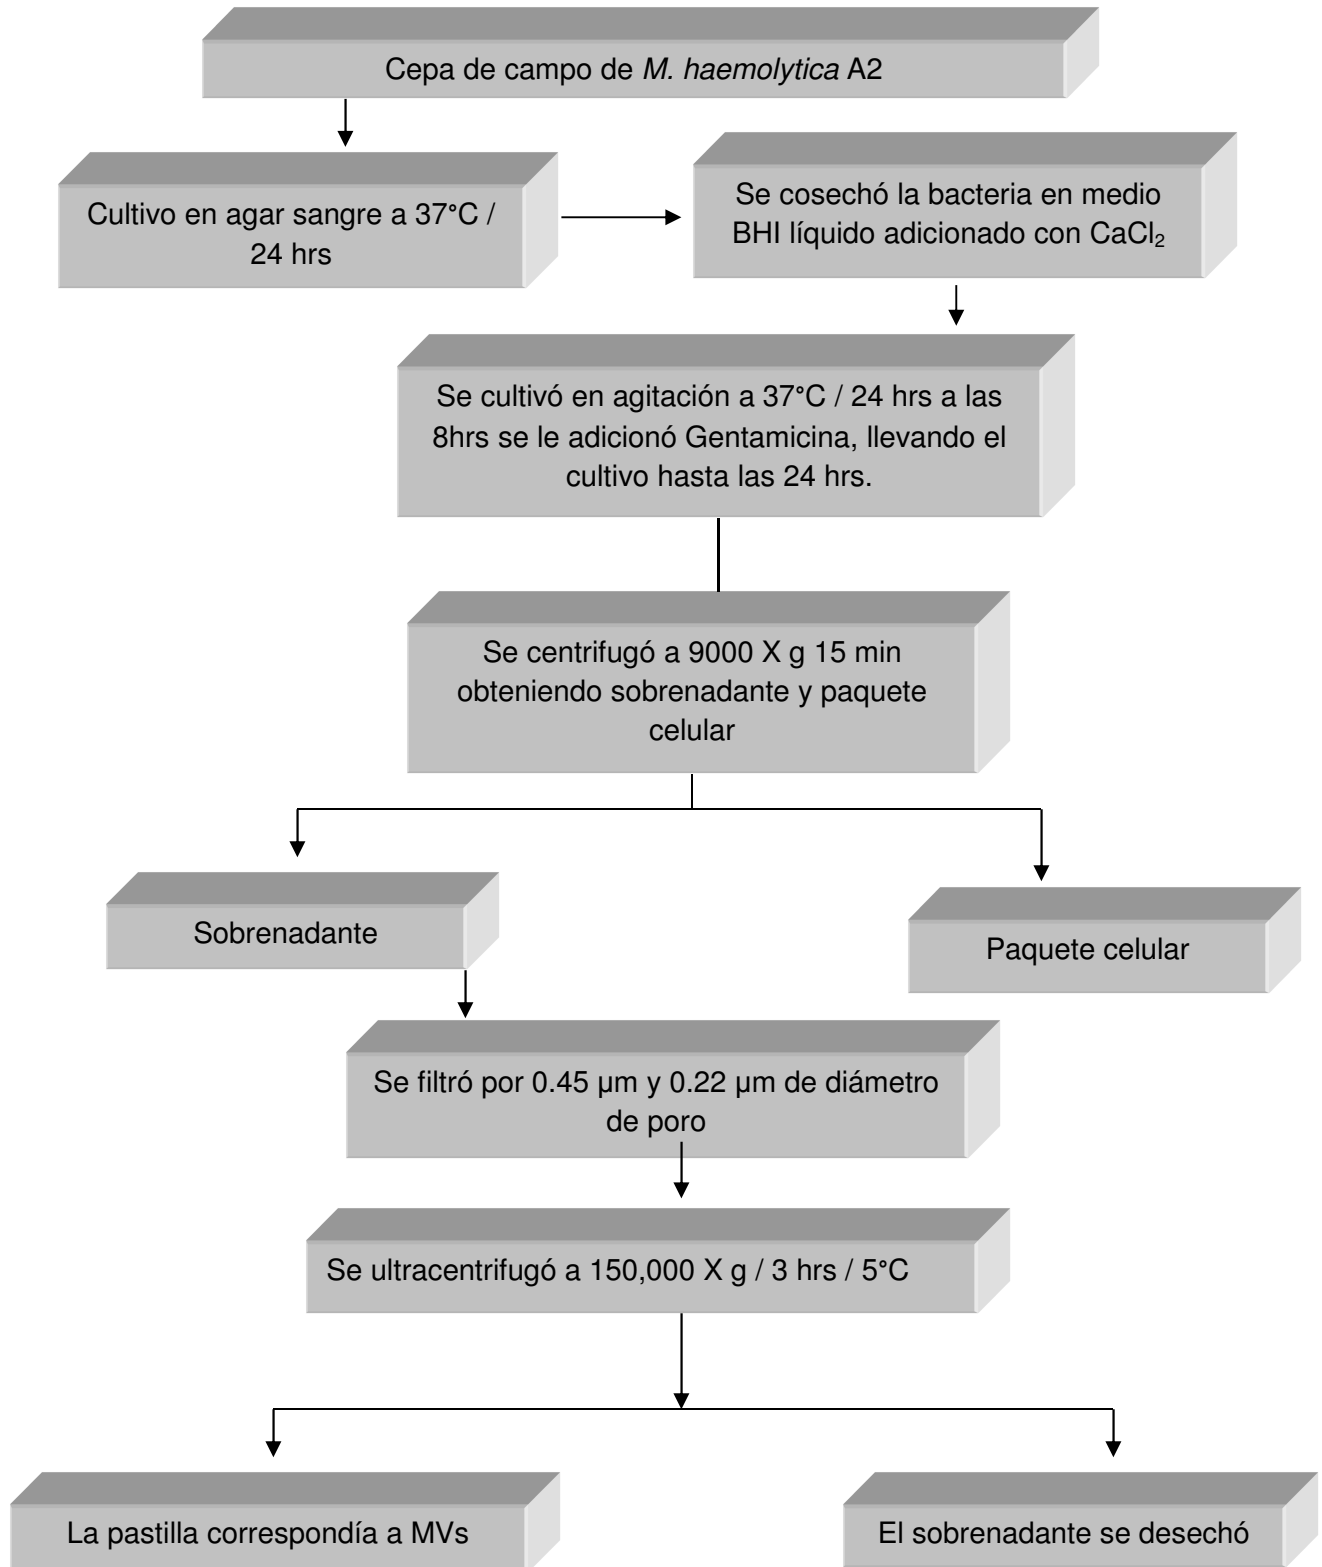 Cepa de campo de M. haemolytica A2
Cultivo en agar sangre a 37°C /
24 hrs
Se cosechó la bacteria en medio
BHI líquido adicionado con CaCl₂
Se cultivó en agitación a 37°C / 24 hrs a las
8hrs se le adicionó Gentamicina, llevando el
cultivo hasta las 24 hrs.
Se centrifugó a 9000 X g 15 min
obteniendo sobrenadante y paquete
celular
Sobrenadante
Paquete celular
Se filtró por 0.45 µm y 0.22 µm de diámetro
de poro
Se ultracentrifugó a 150,000 X g / 3 hrs / 5°C
La pastilla correspondía a MVs
El sobrenadante se desechó